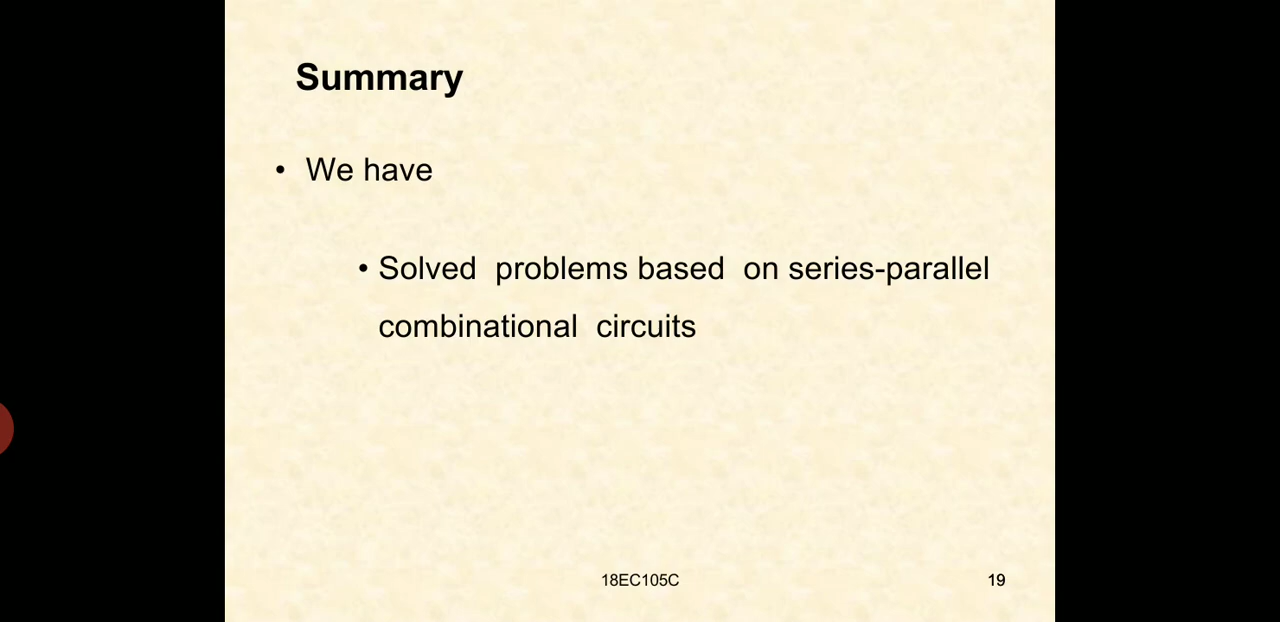 Summary
• We have
• Solved problems based on series-parallel
combinational circuits
18EC105C
19